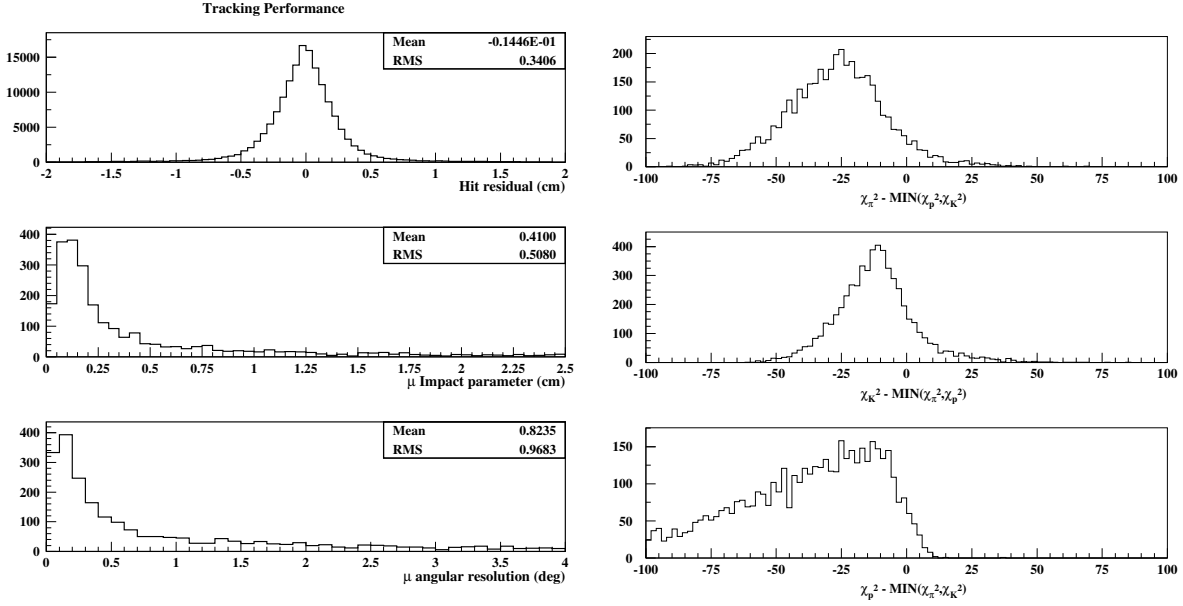 Tracking Performance
Mean -0.1446E-01
RMS 0.3406
15000
10000
5000
0
-2 -1.5 -1 -0.5 0 0.5 1 1.5 2
Hit residual (cm)
Mean 0.4100
RMS 0.5080
400
300
200
100
0
0 0.25 0.5 0.75 1 1.25 1.5 1.75 2 2.25 2.5
μ Impact parameter (cm)
Mean 0.8235
RMS 0.9683
400
300
200
100
0
0 0.5 1 1.5 2 2.5 3 3.5 4
μ angular resolution (deg)
200
150
100
50
0
-100 -75 -50 -25 0 25 50 75 100
χπ² - MIN(χp²,χK²)
400
300
200
100
0
-100 -75 -50 -25 0 25 50 75 100
χK² - MIN(χπ²,χp²)
150
100
50
0
-100 -75 -50 -25 0 25 50 75 100
χp² - MIN(χπ²,χK²)